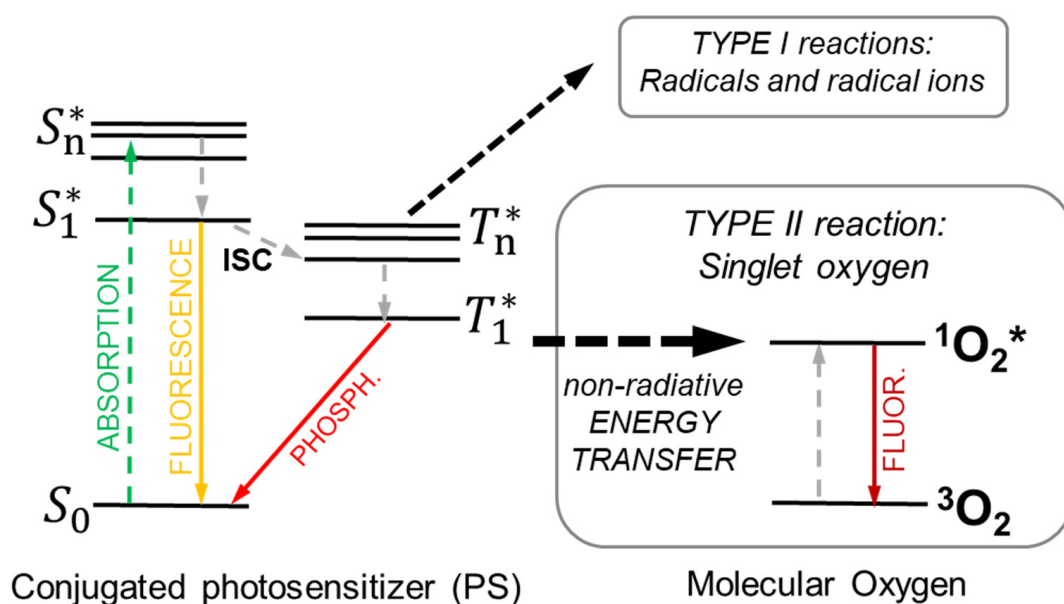 TYPE I reactions:
Radicals and radical ions
S*n
S*1
ISC
T*n
T*1
ABSORPTION
FLUORESCENCE
PHOSPH.
S0
TYPE II reaction:
Singlet oxygen
¹O₂*
non-radiative
ENERGY
TRANSFER
FLUOR.
³O₂
Conjugated photosensitizer (PS)
Molecular Oxygen